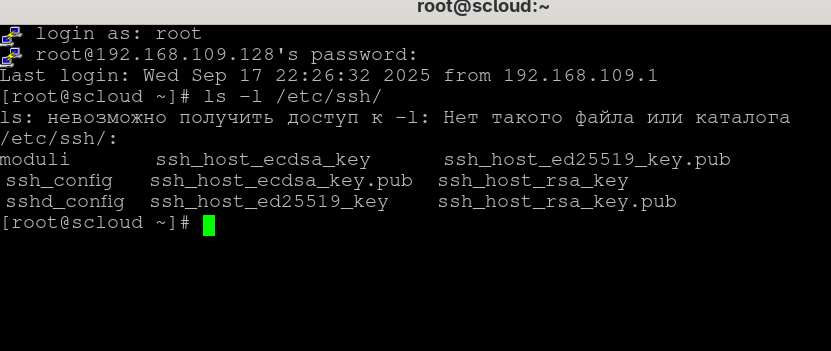 root@scloud:~
login as: root
root@192.168.109.128's password:
Last login: Wed Sep 17 22:26:32 2025 from 192.168.109.1
[root@scloud ~]# ls –l /etc/ssh/
ls: невозможно получить доступ к –l: Нет такого файла или каталога
/etc/ssh/:
moduli ssh_host_ecdsa_key ssh_host_ed25519_key.pub
ssh_config ssh_host_ecdsa_key.pub ssh_host_rsa_key
sshd_config ssh_host_ed25519_key ssh_host_rsa_key.pub
[root@scloud ~]#